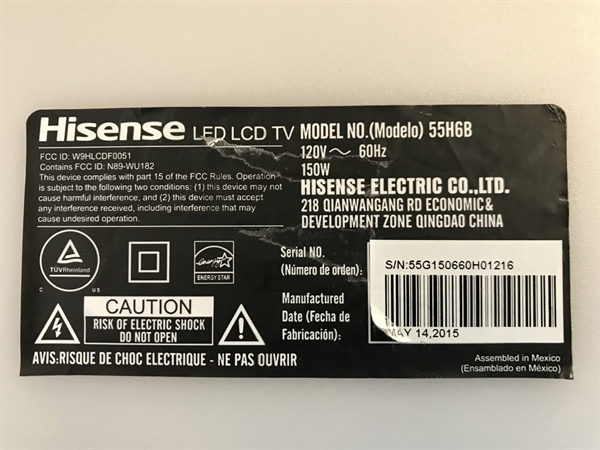 Hisense LED LCD TV MODEL NO.(Modelo) 55H6B
120V ～ 60Hz
150W
HISENSE ELECTRIC CO.,LTD.
218 QIANWANGANG RD ECONOMIC&
DEVELOPMENT ZONE QINGDAO CHINA
FCC ID: W9HLCDF0051
Contains FCC ID: N89-WU182
This device complies with part 15 of the FCC Rules. Operation
is subject to the following two conditions: (1) this device may not
cause harmful interference, and (2) this device must accept
any interference received, including interference that may
cause undesired operation.
TÜVRheinland
C US
energy
ENERGY STAR
Serial NO.
(Número de orden):
S/N:55G150660H01216
Manufactured
Date (Fecha de
Fabricación):
MAY 14,2015
CAUTION
RISK OF ELECTRIC SHOCK
DO NOT OPEN
AVIS:RISQUE DE CHOC ELECTRIQUE - NE PAS OUVRIR
Assembled in Mexico
(Ensamblado en México)